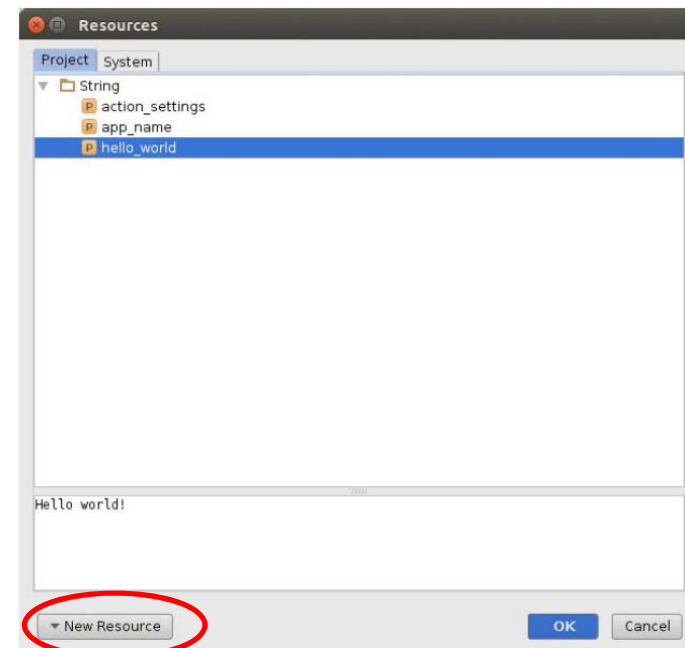 Resources
Project System
String
P action_settings
P app_name
P hello_world
Hello world!
New Resource OK Cancel